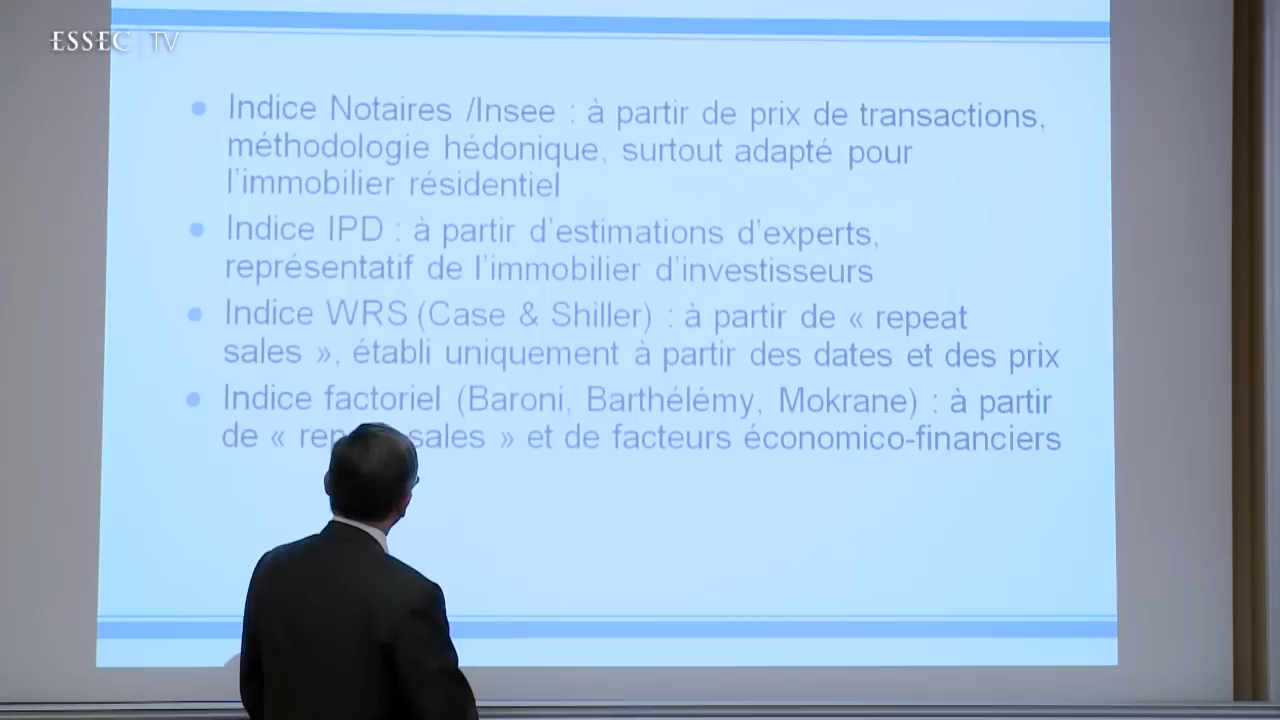 ESSEC TV
Indice Notaires /Insee : à partir de prix de transactions,
méthodologie hédonique, surtout adapté pour
l'immobilier résidentiel
Indice IPD : à partir d'estimations d'experts,
représentatif de l'immobilier d'investisseurs
Indice WRS (Case & Shiller) : à partir de « repeat
sales », établi uniquement à partir des dates et des prix
Indice factoriel (Baroni, Barthélémy, Mokrane) : à partir
de « sales » et de facteurs économico-financiers